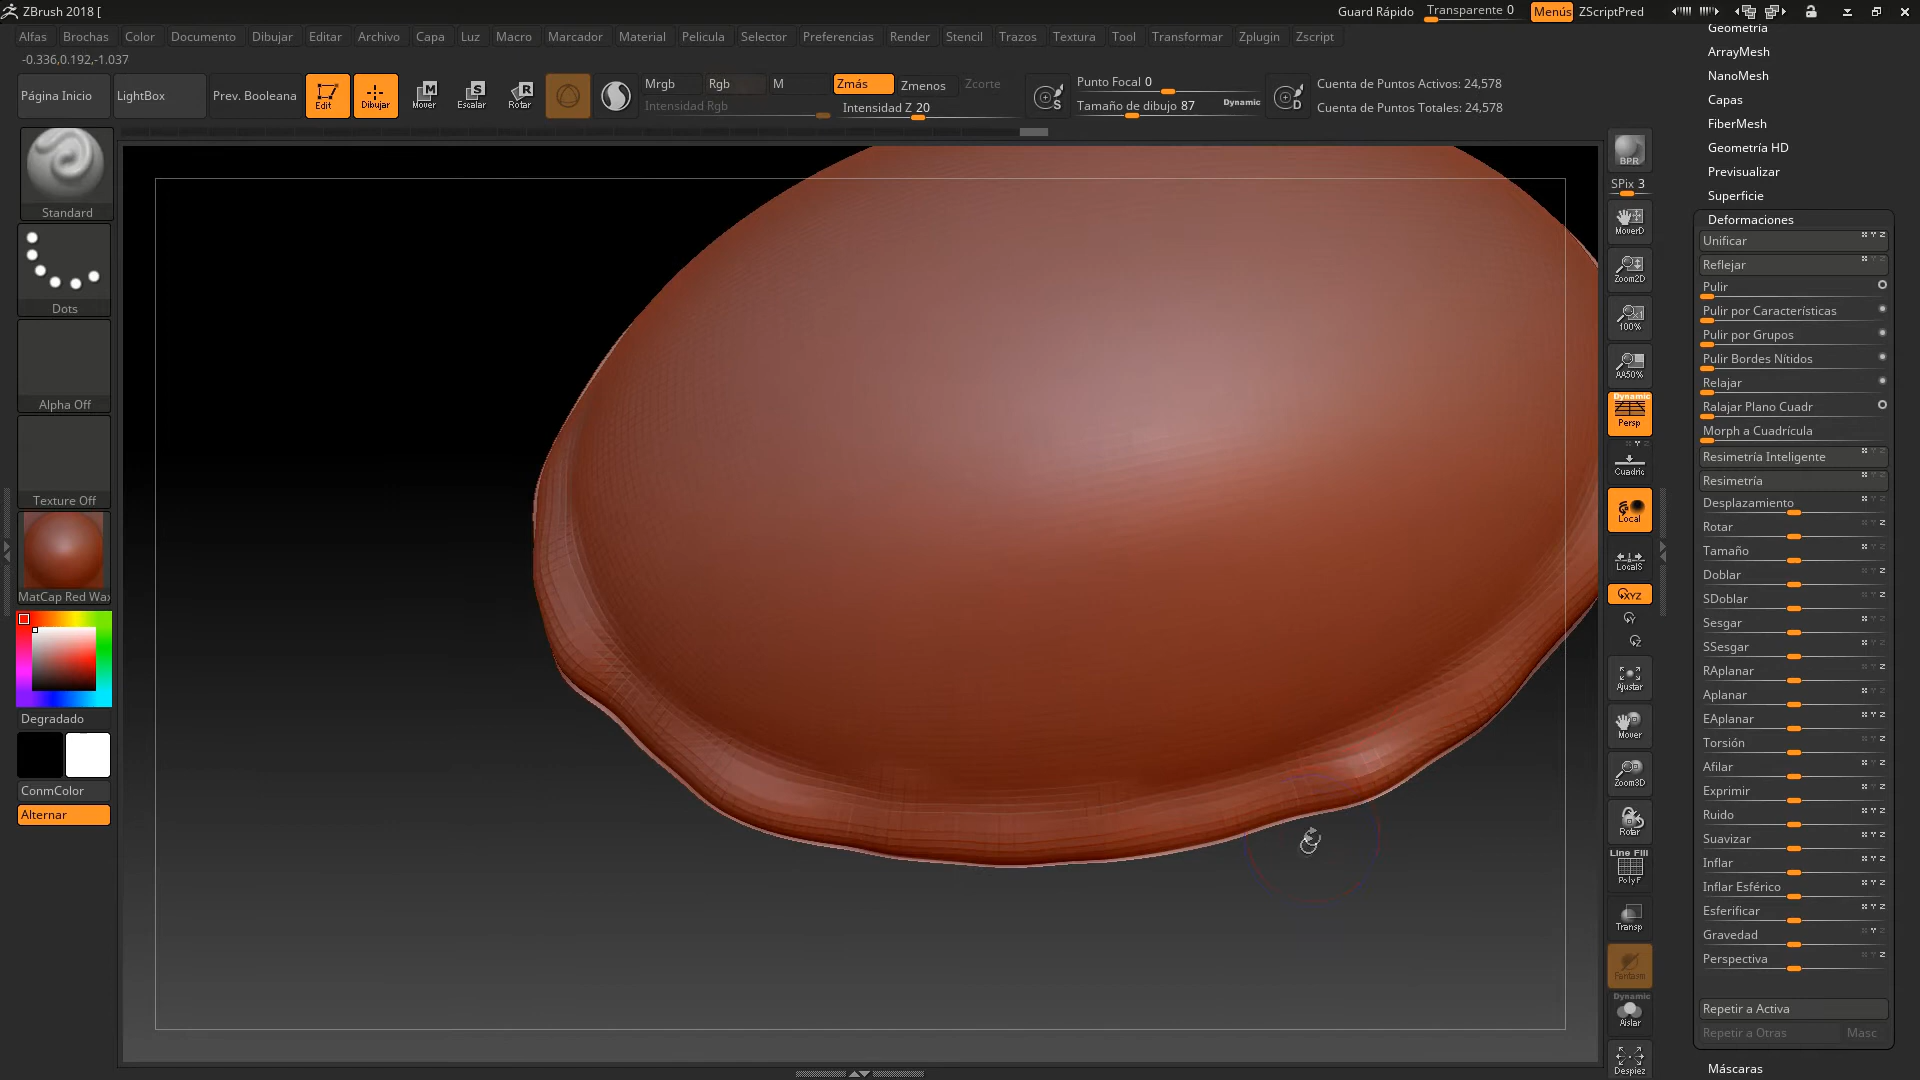 ZBrush 2018 [
Guard Rápido
Transparente 0
Menús
ZScriptPred
Alfas
Brochas
Color
Documento
Dibujar
Editar
Archivo
Capa
Luz
Macro
Marcador
Material
Pelicula
Selector
Preferencias
Render
Stencil
Trazos
Textura
Tool
Transformar
Zplugin
Zscript
-0.336,0.192,-1.037
Página Inicio
LightBox
Prev. Booleana
Edit
Dibujar
Mover
Escalar
Rotar
Mrgb
Rgb
M
Zmás
Zmenos
Zcorte
Intensidad Rgb
Intensidad Z 20
Punto Focal 0
Tamaño de dibujo 87
Dynamic
Cuenta de Puntos Activos: 24,578
Cuenta de Puntos Totales: 24,578
Standard
Dots
Alpha Off
Texture Off
MatCap Red Wax
Degradado
ConmColor
Alternar
BPR
SPix 3
MoverD
Zoom2D
100%
AA50%
Dynamic
Persp
Cuadríc
Local
LocalS
XYZ
Y
Z
Ajustar
Mover
Zoom3D
Rotar
Line Fill
PolyF
Transp
Fantasm
Dynamic
Aislar
Despiez
Geometría
ArrayMesh
NanoMesh
Capas
FiberMesh
Geometría HD
Previsualizar
Superficie
Deformaciones
Unificar
Reflejar
Pulir
Pulir por Características
Pulir por Grupos
Pulir Bordes Nítidos
Relajar
Ralajar Plano Cuadr
Morph a Cuadrícula
Resimetría Inteligente
Resimetría
Desplazamiento
Rotar
Tamaño
Doblar
SDoblar
Sesgar
SSesgar
RAplanar
Aplanar
EAplanar
Torsión
Afilar
Exprimir
Ruido
Suavizar
Inflar
Inflar Esférico
Esferificar
Gravedad
Perspectiva
Repetir a Activa
Repetir a Otras
Masc
Máscaras